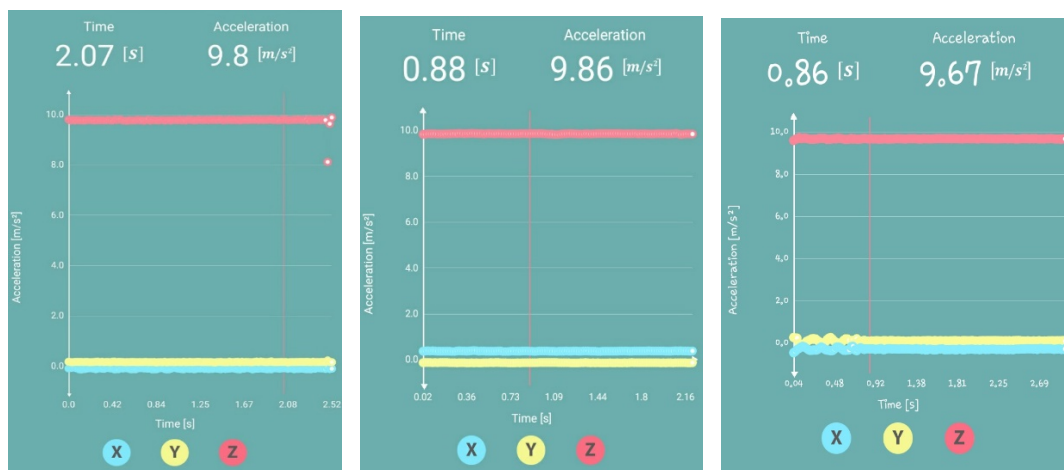 Time Acceleration
2.07 [s] 9.8 [m/s²]
10.0
8.0
6.0
4.0
2.0
0.0
Acceleration [m/s²]
0.0 0.42 0.84 1.25 1.67 2.08 2.52
Time [s]
X Y Z
Time Acceleration
0.88 [s] 9.86 [m/s²]
10.0
8.0
6.0
4.0
2.0
0.0
Acceleration [m/s²]
0.02 0.36 0.73 1.09 1.44 1.8 2.16
Time [s]
X Y Z
Time Acceleration
0.86 [s] 9.67 [m/s²]
10.0
8.0
6.0
4.0
2.0
0.0
Acceleration [m/s²]
0.04 0.48 0.92 1.38 1.81 2.25 2.69
Time [s]
X Y Z